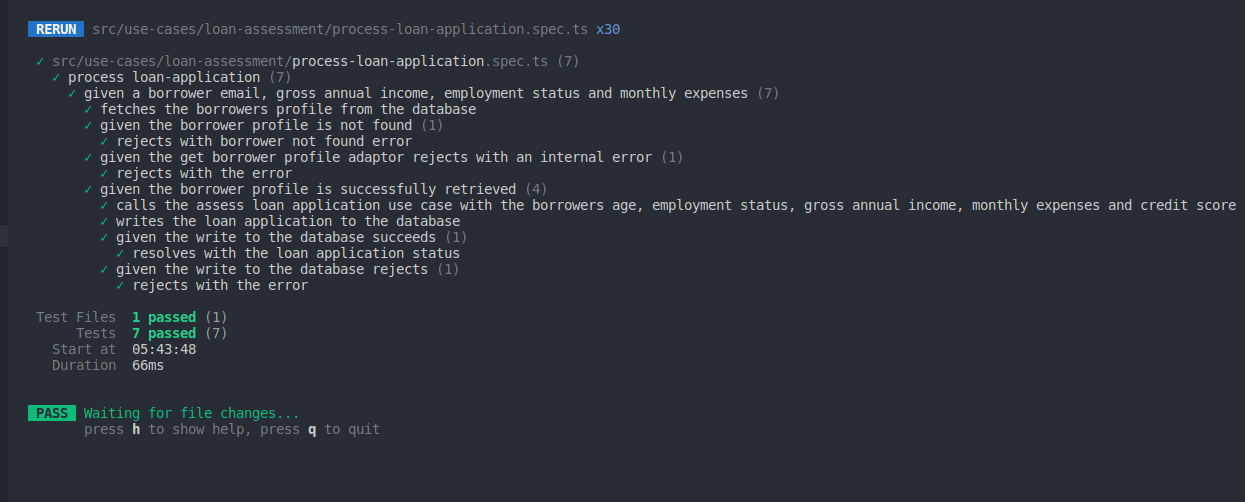 RERUN src/use-cases/loan-assessment/process-loan-application.spec.ts x30
✓ src/use-cases/loan-assessment/process-loan-application.spec.ts (7)
✓ process loan-application (7)
✓ given a borrower email, gross annual income, employment status and monthly expenses (7)
✓ fetches the borrowers profile from the database
✓ given the borrower profile is not found (1)
✓ rejects with borrower not found error
✓ given the get borrower profile adaptor rejects with an internal error (1)
✓ rejects with the error
✓ given the borrower profile is successfully retrieved (4)
✓ calls the assess loan application use case with the borrowers age, employment status, gross annual income, monthly expenses and credit score
✓ writes the loan application to the database
✓ given the write to the database succeeds (1)
✓ resolves with the loan application status
✓ given the write to the database rejects (1)
✓ rejects with the error
Test Files 1 passed (1)
Tests 7 passed (7)
Start at 05:43:48
Duration 66ms
PASS Waiting for file changes...
press h to show help, press q to quit